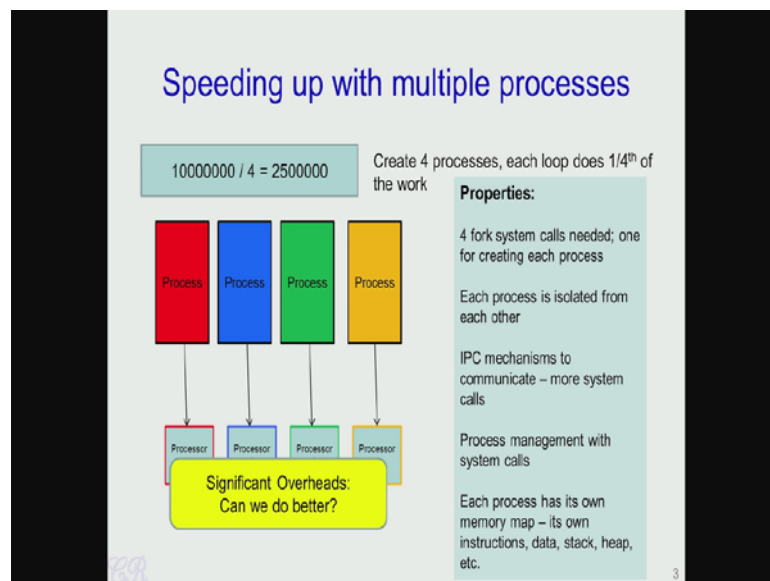 Speeding up with multiple processes
10000000 / 4 = 2500000
Create 4 processes, each loop does 1/4th of
the work
Process
Process
Process
Process
Processor
Processor
Processor
Processor
Significant Overheads:
Can we do better?
Properties:
4 fork system calls needed; one
for creating each process
Each process is isolated from
each other
IPC mechanisms to
communicate – more system
calls
Process management with
system calls
Each process has its own
memory map – its own
instructions, data, stack, heap,
etc.
CR
3